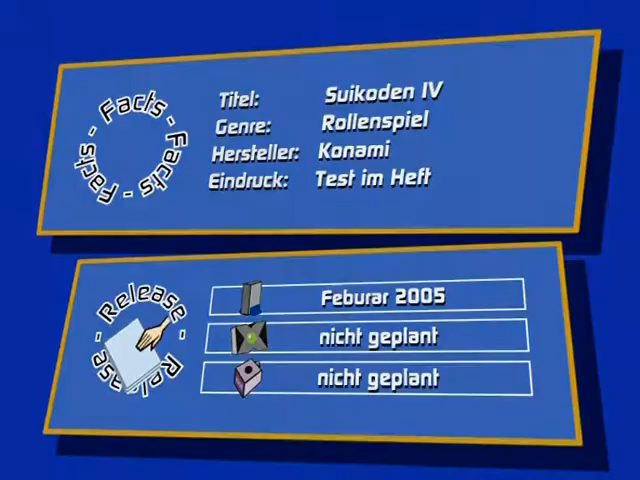 Facts - Facts - Facts -
Titel: Suikoden IV
Genre: Rollenspiel
Hersteller: Konami
Eindruck: Test im Heft
Release - Release -
Feburar 2005
nicht geplant
nicht geplant